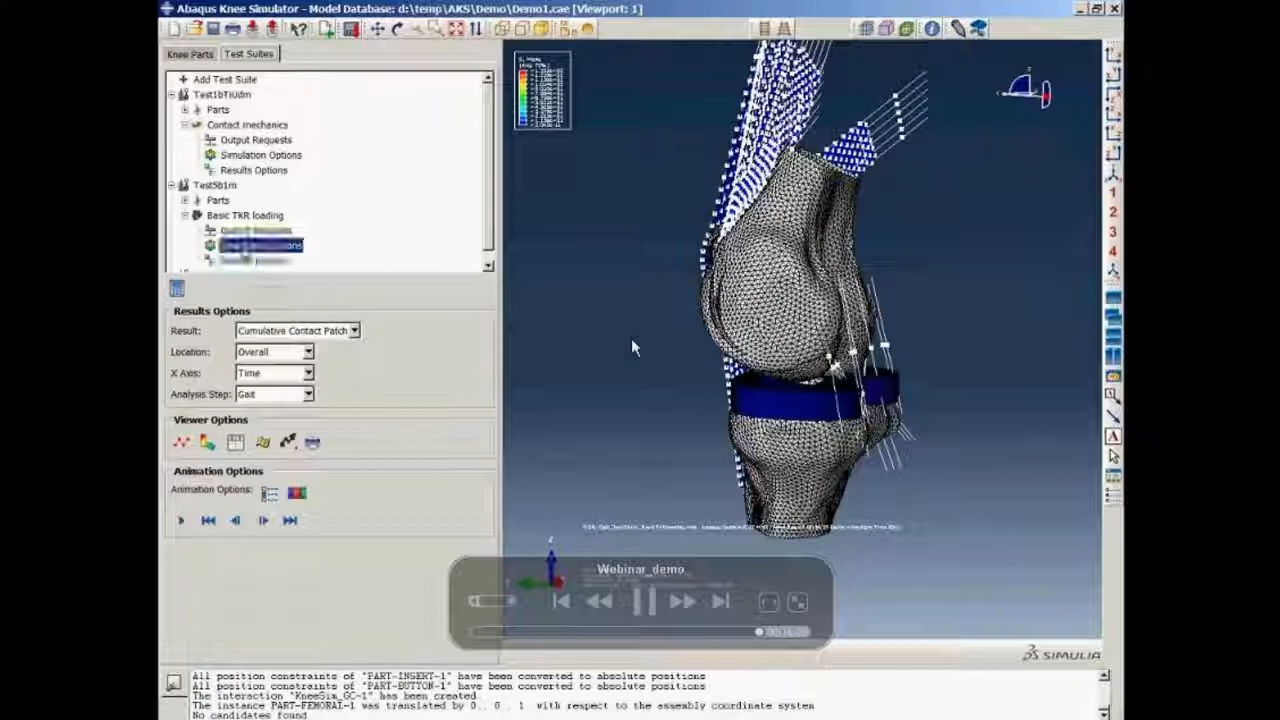 Abaqus Knee Simulator - Model Database: d:\temp\AKS\Demo\Demo1.cae [Viewport: 1]
Knee Parts
Test Suites
Add Test Suite
Parts
Contact mechanics
Output Requests
Simulation Options
Results Options
Test5b1m
Parts
Basic TKR loading
Results Options
Result: Cumulative Contact Patch
Location: Overall
X Axis: Time
Analysis Step: Gait
Viewer Options
Animation Options
Animation Options:
1
2
3
4
A
z
Webinar_demo
SIMULIA
All position constraints of "PART-INSERT-1" have been converted to absolute positions
All position constraints of "PART-BUTTON-1" have been converted to absolute positions
The interaction "KneeSim_GC-1" has been created
The instance PART-FEMORAL-1 was translated by 0., 0., 1. with respect to the assembly coordinate system
No candidates found